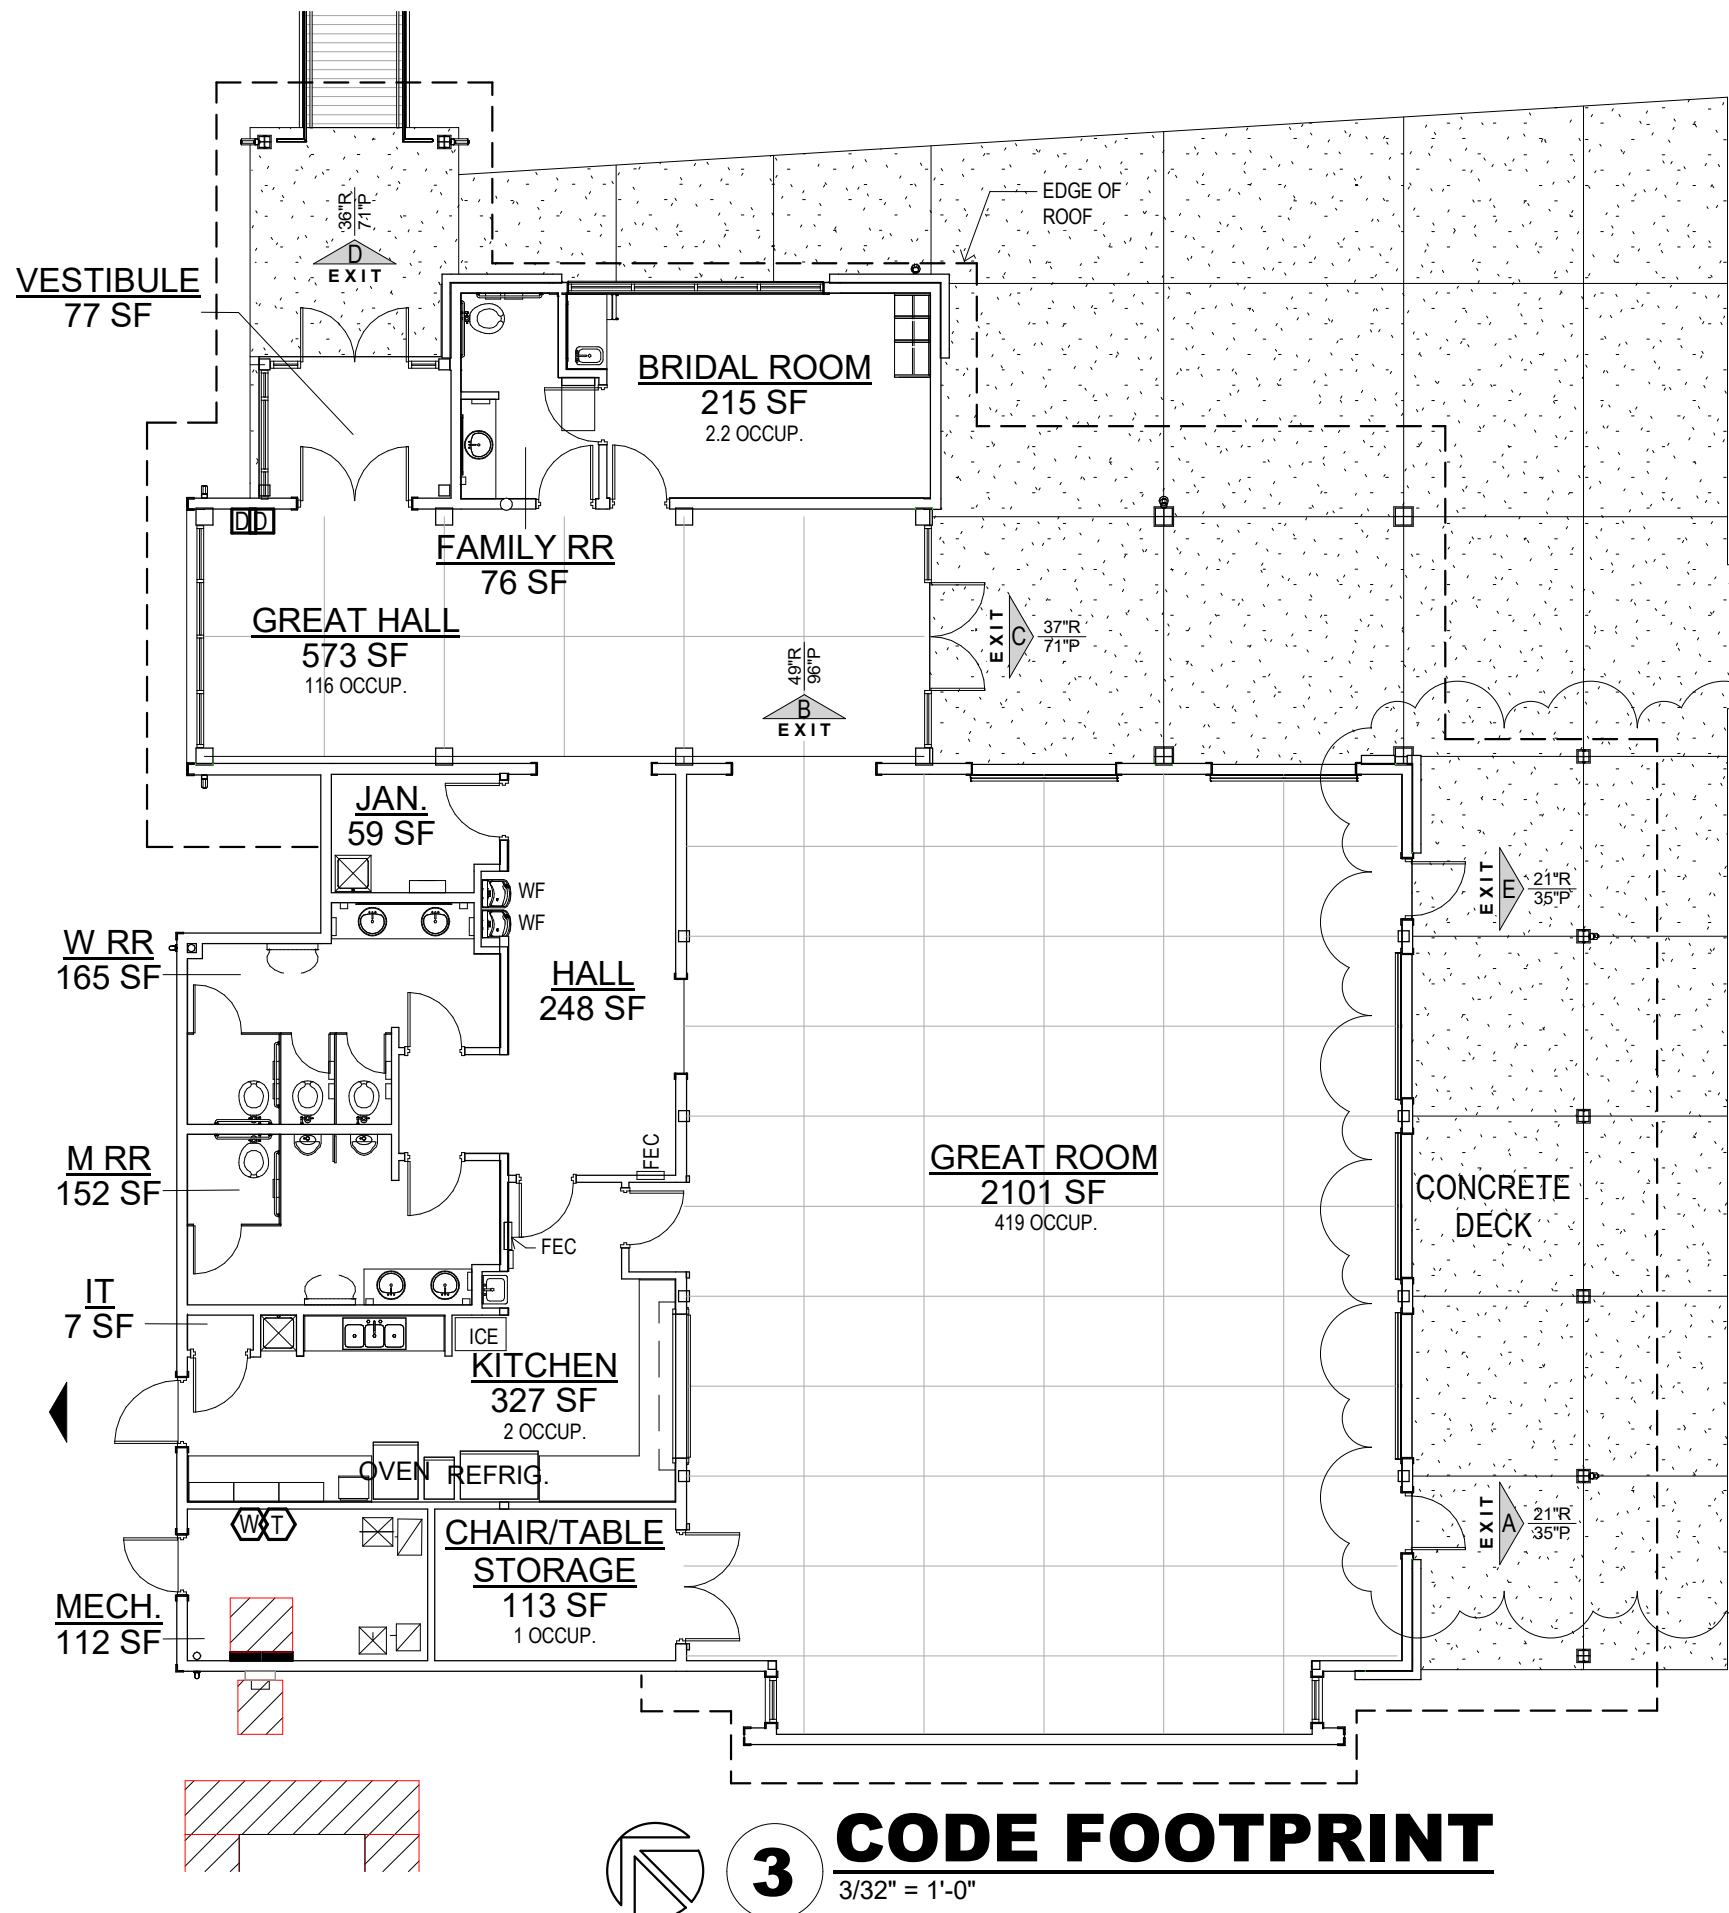 EDGE OF
ROOF
36"R
71"P
D
EXIT
VESTIBULE
77 SF
BRIDAL ROOM
215 SF
2.2 OCCUP.
DD
FAMILY RR
76 SF
GREAT HALL
573 SF
116 OCCUP.
49"R
96"P
B
EXIT
EXIT
C
37"R
71"P
JAN.
59 SF
WF
WF
EXIT
E
21"R
35"P
W RR
165 SF
HALL
248 SF
FEC
GREAT ROOM
2101 SF
419 OCCUP.
CONCRETE
DECK
M RR
152 SF
FEC
IT
7 SF
ICE
KITCHEN
327 SF
2 OCCUP.
OVEN
REFRIG.
W T
CHAIR/TABLE
STORAGE
113 SF
1 OCCUP.
EXIT
A
21"R
35"P
MECH.
112 SF
3
CODE FOOTPRINT
3/32" = 1'-0"